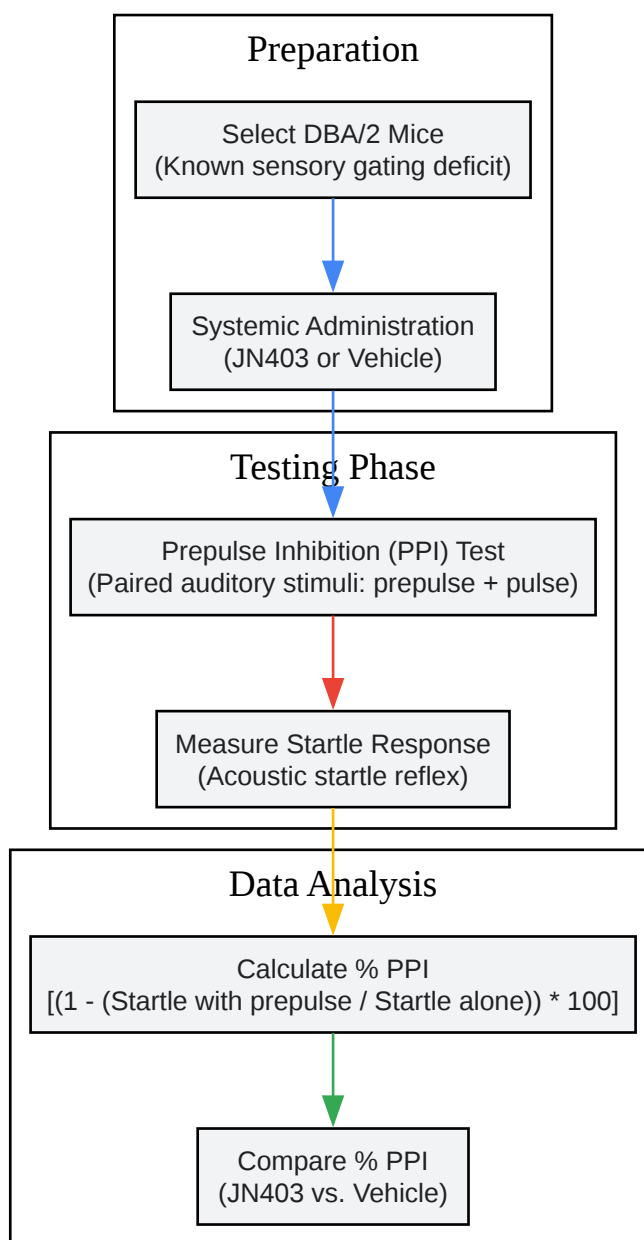 Preparation
Select DBA/2 Mice
(Known sensory gating deficit)
Systemic Administration
(JN403 or Vehicle)
Testing Phase
Prepulse Inhibition (PPI) Test
(Paired auditory stimuli: prepulse + pulse)
Measure Startle Response
(Acoustic startle reflex)
Data Analysis
Calculate % PPI
[(1 - (Startle with prepulse / Startle alone)) * 100]
Compare % PPI
(JN403 vs. Vehicle)